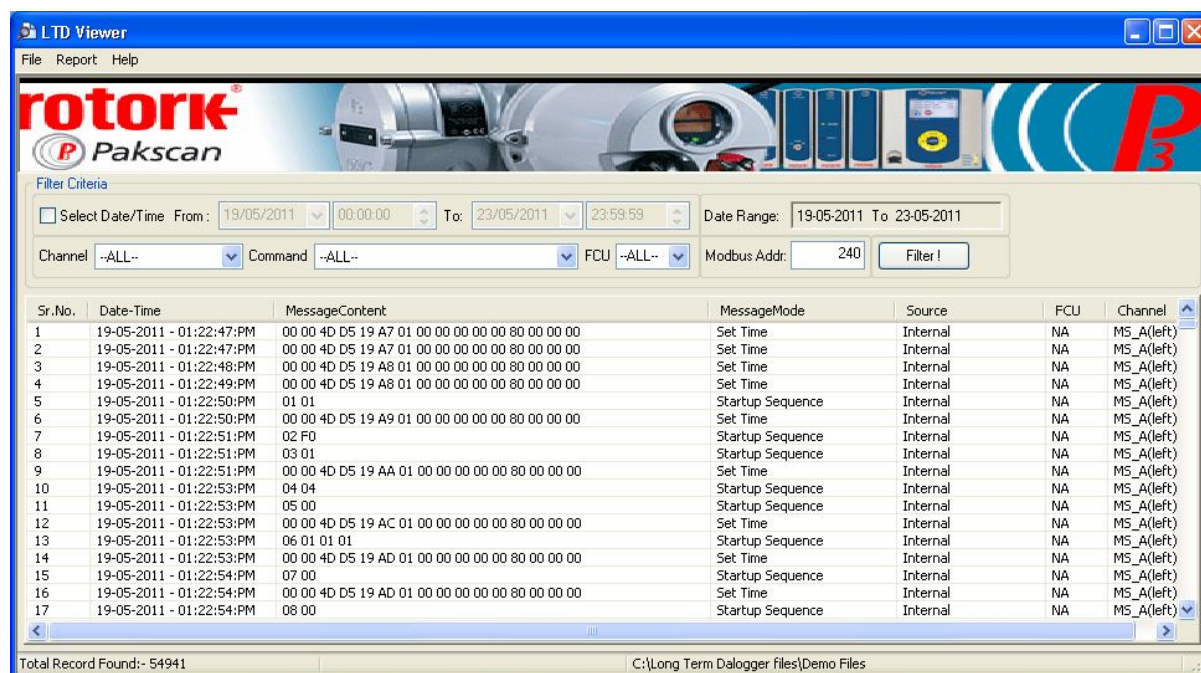 LTD Viewer
File Report Help
rotork®
P Pakscan
P3
Filter Criteria
Select Date/Time From : 19/05/2011 00:00:00 To: 23/05/2011 23:59:59 Date Range: 19-05-2011 To 23-05-2011
Channel --ALL-- Command --ALL-- FCU --ALL-- Modbus Addr: 240 Filter !
Sr.No. Date-Time MessageContent MessageMode Source FCU Channel
1 19-05-2011 - 01:22:47:PM 00 00 4D D5 19 A7 01 00 00 00 00 00 80 00 00 00 Set Time Internal NA MS_A(left)
2 19-05-2011 - 01:22:47:PM 00 00 4D D5 19 A7 01 00 00 00 00 00 80 00 00 00 Set Time Internal NA MS_A(left)
3 19-05-2011 - 01:22:48:PM 00 00 4D D5 19 A8 01 00 00 00 00 00 80 00 00 00 Set Time Internal NA MS_A(left)
4 19-05-2011 - 01:22:49:PM 00 00 4D D5 19 A8 01 00 00 00 00 00 80 00 00 00 Set Time Internal NA MS_A(left)
5 19-05-2011 - 01:22:50:PM 01 01 Startup Sequence Internal NA MS_A(left)
6 19-05-2011 - 01:22:50:PM 00 00 4D D5 19 A9 01 00 00 00 00 00 80 00 00 00 Set Time Internal NA MS_A(left)
7 19-05-2011 - 01:22:51:PM 02 F0 Startup Sequence Internal NA MS_A(left)
8 19-05-2011 - 01:22:51:PM 03 01 Startup Sequence Internal NA MS_A(left)
9 19-05-2011 - 01:22:51:PM 00 00 4D D5 19 AA 01 00 00 00 00 00 80 00 00 00 Set Time Internal NA MS_A(left)
10 19-05-2011 - 01:22:53:PM 04 04 Startup Sequence Internal NA MS_A(left)
11 19-05-2011 - 01:22:53:PM 05 00 Startup Sequence Internal NA MS_A(left)
12 19-05-2011 - 01:22:53:PM 00 00 4D D5 19 AC 01 00 00 00 00 00 80 00 00 00 Set Time Internal NA MS_A(left)
13 19-05-2011 - 01:22:53:PM 06 01 01 01 Startup Sequence Internal NA MS_A(left)
14 19-05-2011 - 01:22:53:PM 00 00 4D D5 19 AD 01 00 00 00 00 00 80 00 00 00 Set Time Internal NA MS_A(left)
15 19-05-2011 - 01:22:54:PM 07 00 Startup Sequence Internal NA MS_A(left)
16 19-05-2011 - 01:22:54:PM 00 00 4D D5 19 AD 01 00 00 00 00 00 80 00 00 00 Set Time Internal NA MS_A(left)
17 19-05-2011 - 01:22:54:PM 08 00 Startup Sequence Internal NA MS_A(left)
Total Record Found:- 54941 C:\Long Term Dalogger files\Demo Files